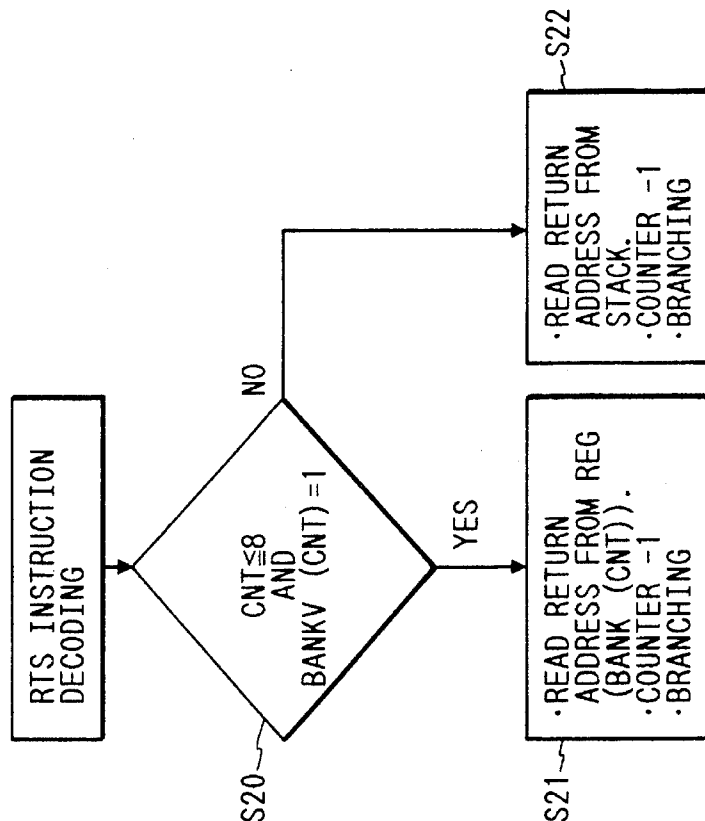 RTS INSTRUCTION
DECODING
S20
CNT≦8
AND
BANKV (CNT)=1
NO
YES
S21
·READ RETURN
ADDRESS FROM REG
(BANK (CNT)).
·COUNTER -1
·BRANCHING
S22
·READ RETURN
ADDRESS FROM
STACK.
·COUNTER -1
·BRANCHING